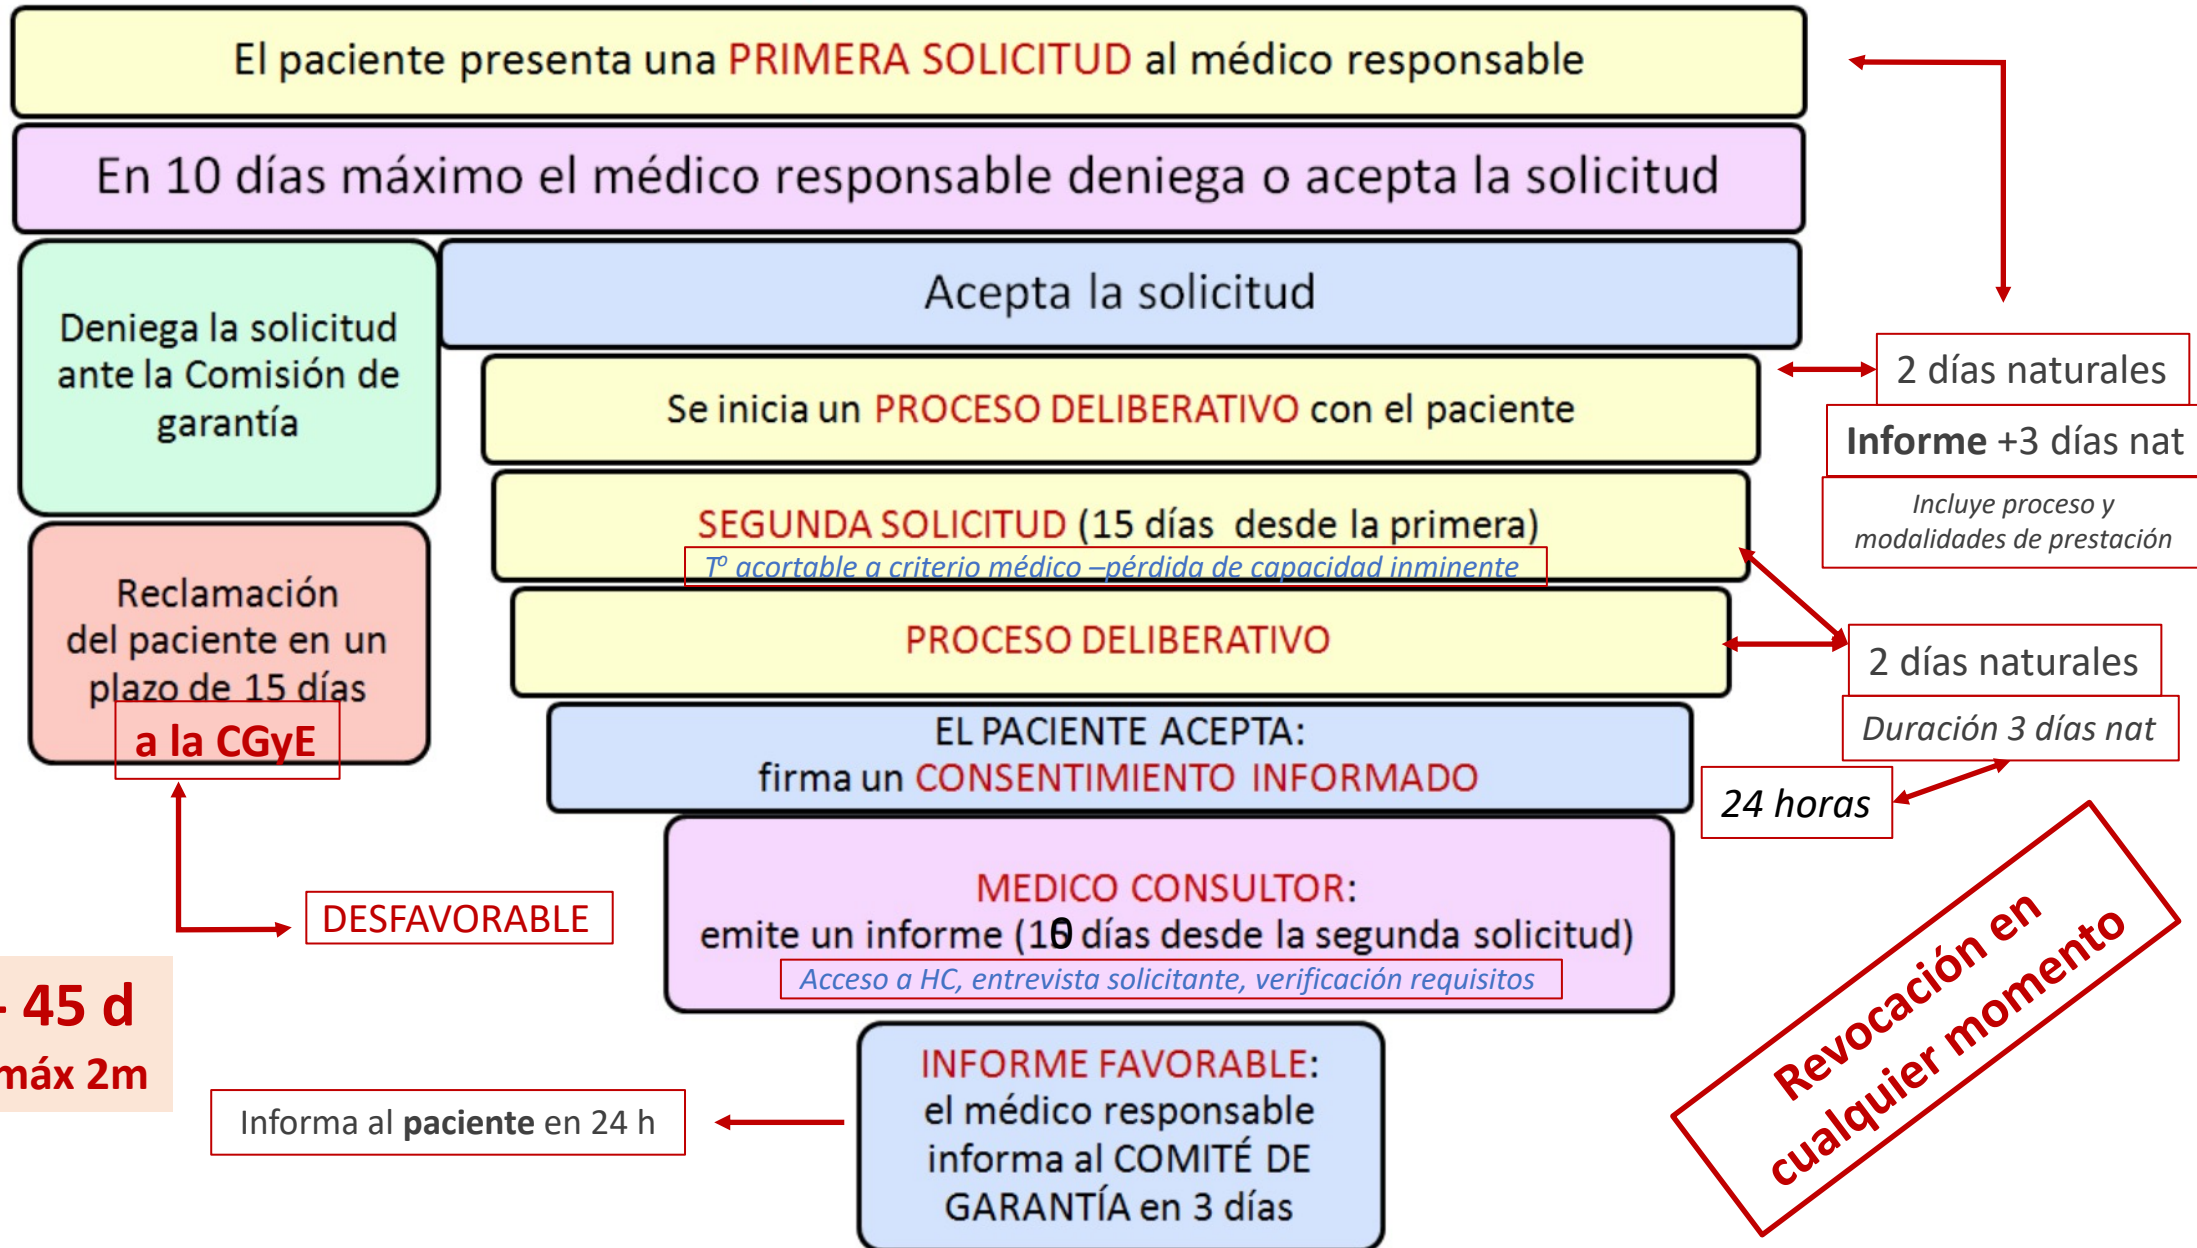 El paciente presenta una PRIMERA SOLICITUD al médico responsable
En 10 días máximo el médico responsable deniega o acepta la solicitud
Deniega la solicitud
ante la Comisión de
garantía
Acepta la solicitud
Se inicia un PROCESO DELIBERATIVO con el paciente
2 días naturales
Informe +3 días nat
Incluye proceso y
modalidades de prestación
SEGUNDA SOLICITUD (15 días desde la primera)
Tº acortable a criterio médico –pérdida de capacidad inminente
Reclamación
del paciente en un
plazo de 15 días
a la CGyE
PROCESO DELIBERATIVO
2 días naturales
Duración 3 días nat
EL PACIENTE ACEPTA:
firma un CONSENTIMIENTO INFORMADO
24 horas
MEDICO CONSULTOR:
emite un informe ( días desde la segunda solicitud)
Acceso a HC, entrevista solicitante, verificación requisitos
DESFAVORABLE
- 45 d
máx 2m
INFORME FAVORABLE:
el médico responsable
informa al COMITÉ DE
GARANTÍA en 3 días
Informa al paciente en 24 h
Revocación en
cualquier momento